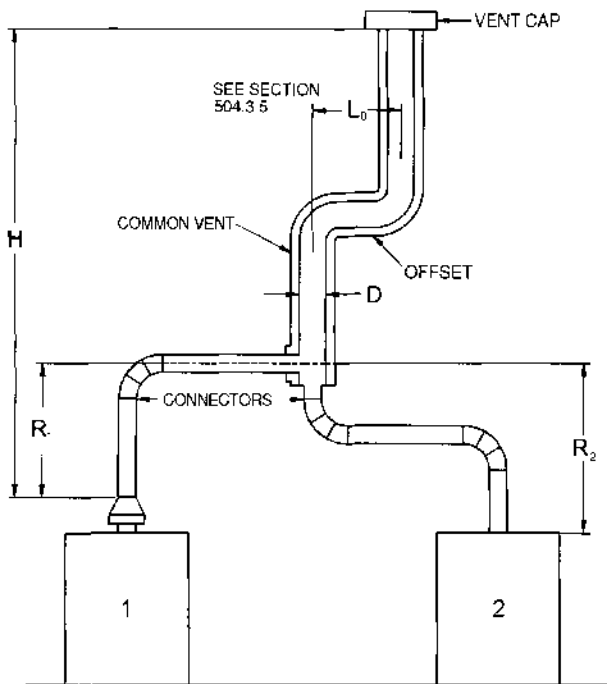 VENT CAP
SEE SECTION
504.3 5
L₀
H
COMMON VENT
OFFSET
D
CONNECTORS
R
R₂
1
2